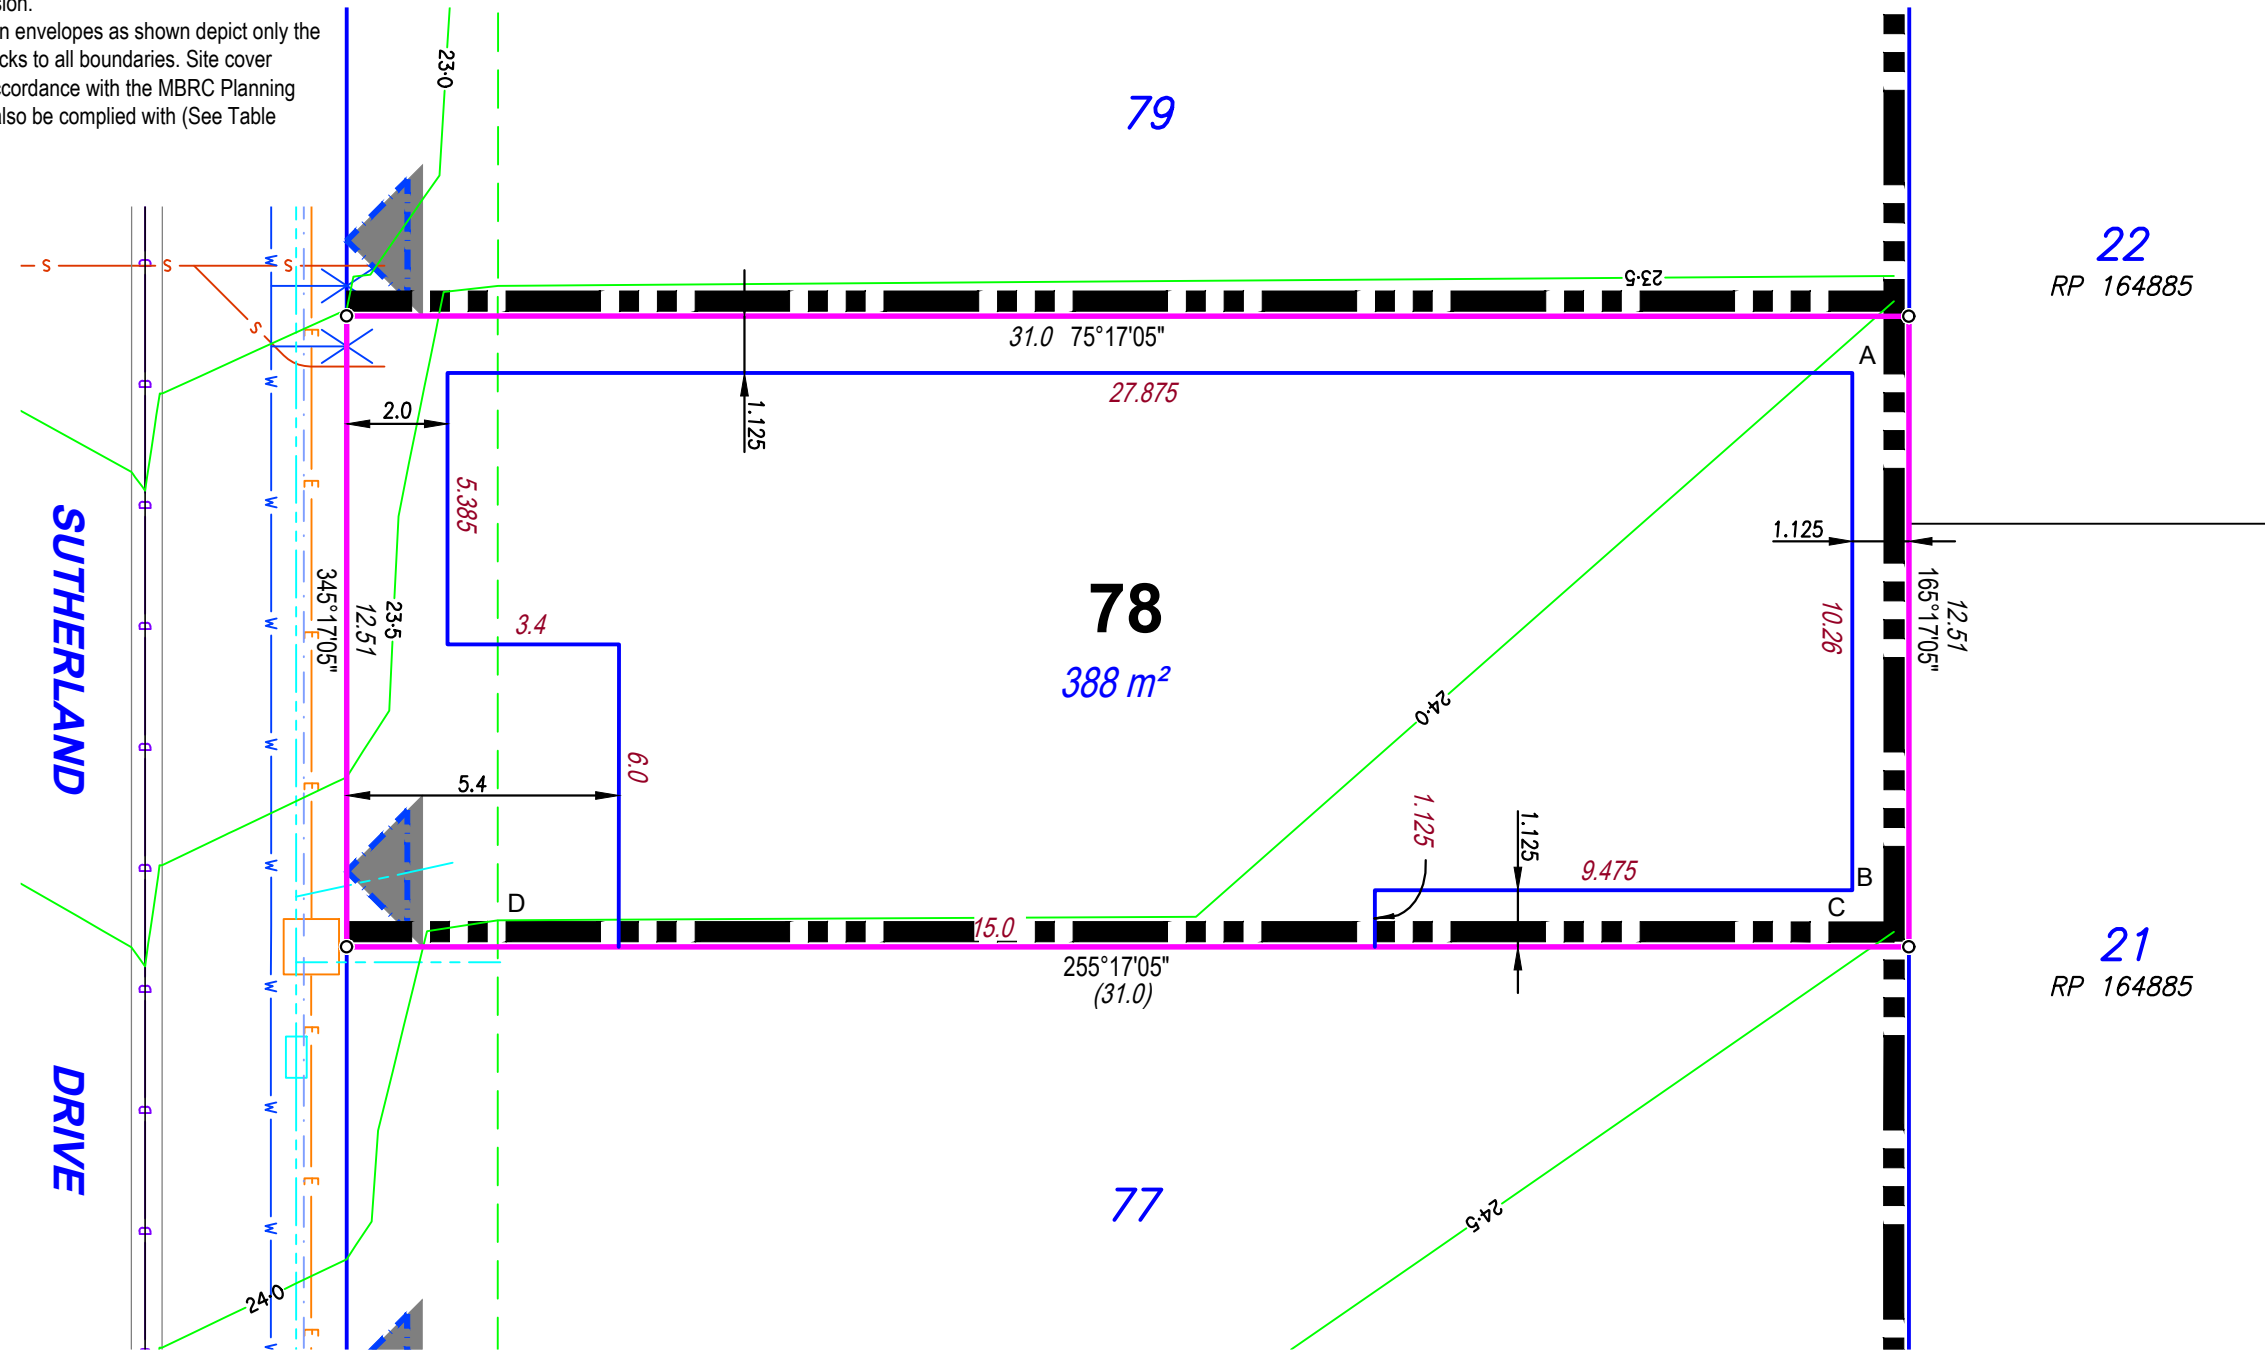 sion.
n envelopes as shown depict only the
cks to all boundaries. Site cover
ccordance with the MBRC Planning
also be complied with (See Table
23·0
79
22
RP 164885
S
S
S
S
23·5
31.0 75°17'05"
A
27.875
1.125
2.0
5.385
SUTHERLAND
DRIVE
345°17'05"
12.51
23·5
3.4
78
388 m²
1.125
10.26
12.51
165°17'05"
24·0
6.0
5.4
1.125
1.125
9.475
B
C
D
15.0
255°17'05"
(31.0)
21
RP 164885
77
24·5
24·0
D
D
D
D
D
D
D
D
D
D
W
W
W
W
W
W
W
W
W
W
E
E
E
E
E
E
E